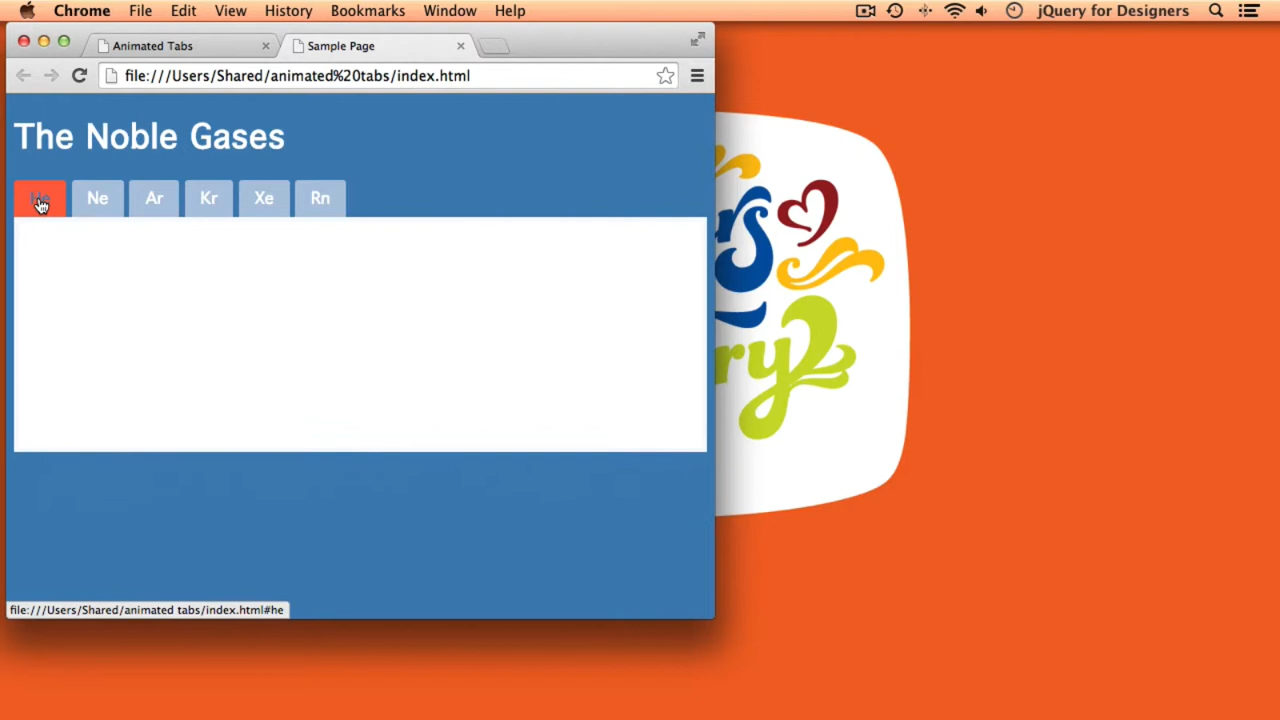 Chrome File Edit View History Bookmarks Window Help jQuery for Designers
Animated Tabs Sample Page
file:///Users/Shared/animated%20tabs/index.html
The Noble Gases
Ne Ar Kr Xe Rn
file:///Users/Shared/animated tabs/index.html#he